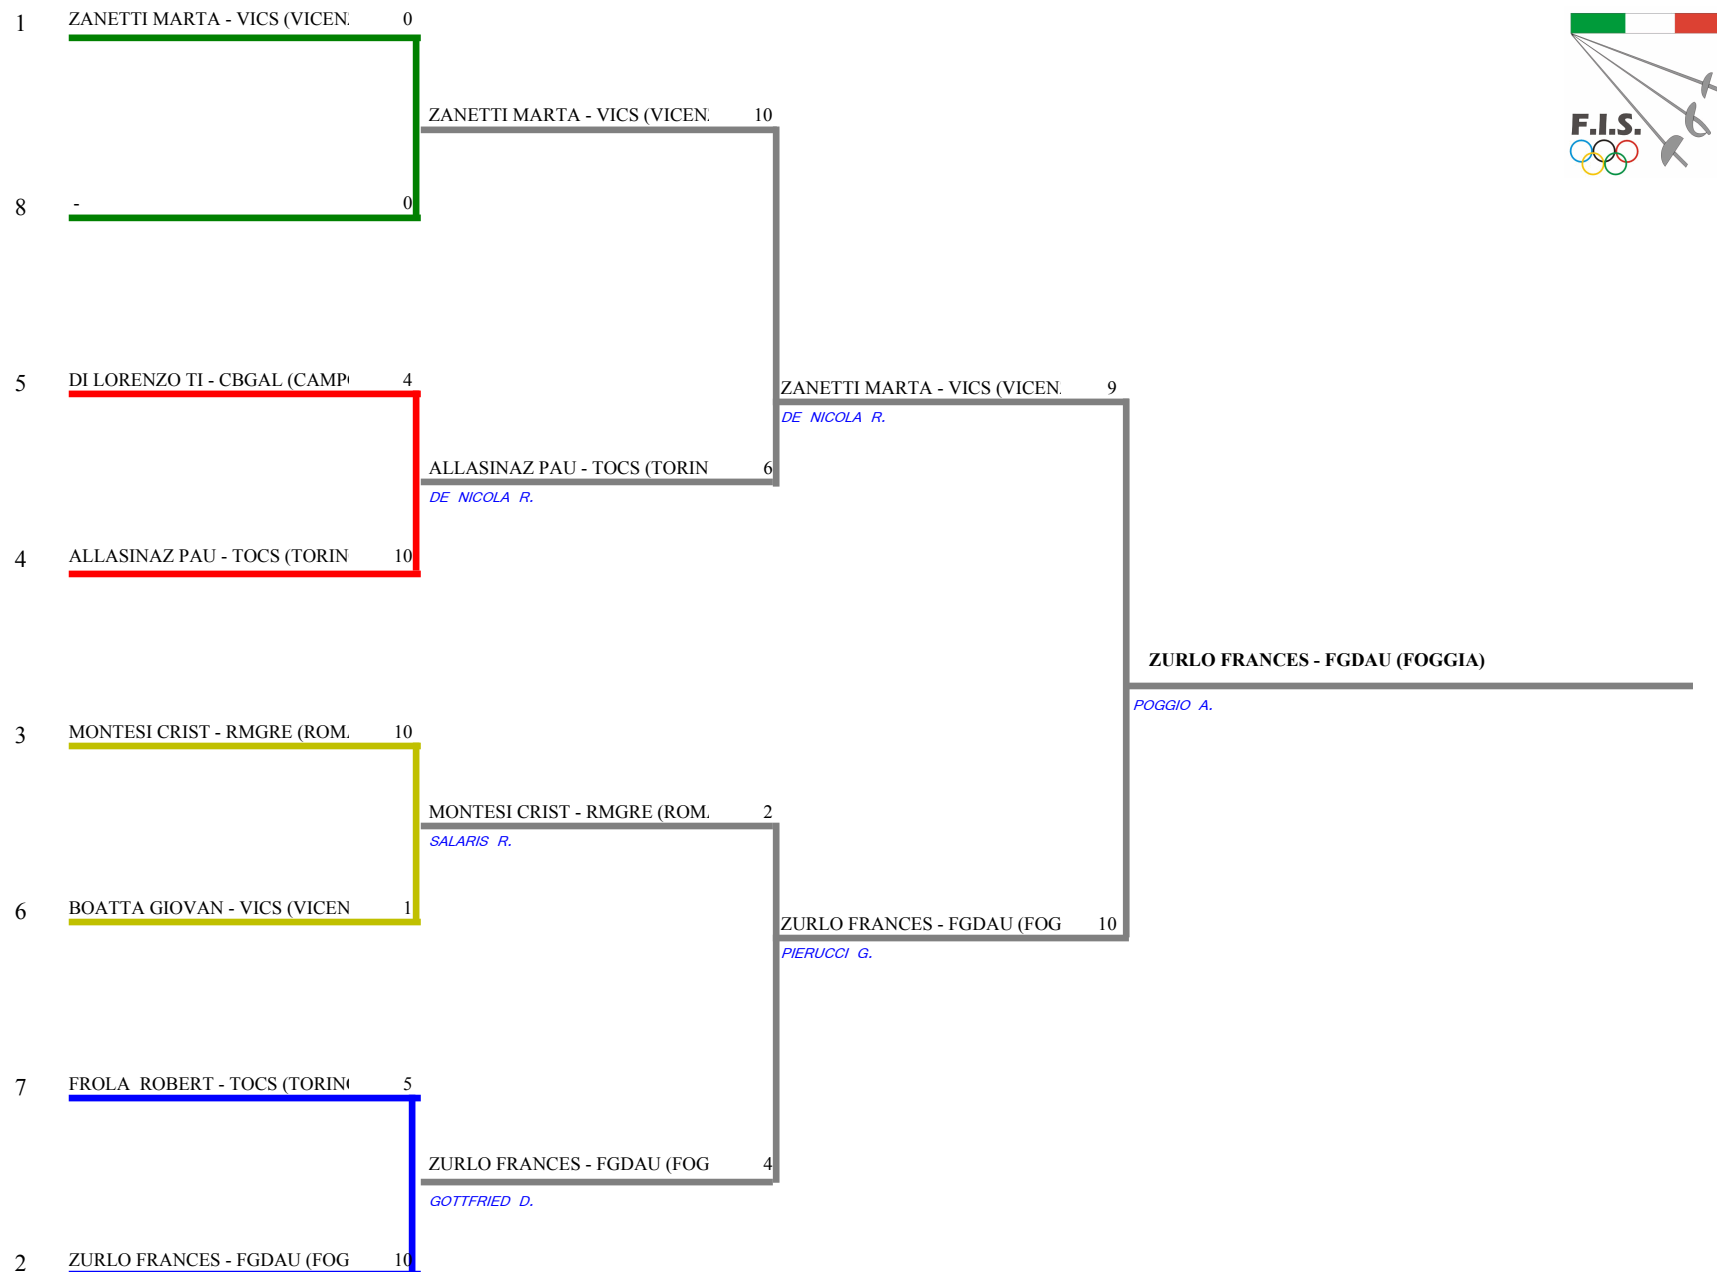 1 ZANETTI MARTA - VICS (VICEN. 0
ZANETTI MARTA - VICS (VICEN. 10
F.I.S.
8 - 0
5 DI LORENZO TI - CBGAL (CAMP 4
ZANETTI MARTA - VICS (VICEN. 9
DE NICOLA R.
ALLASINAZ PAU - TOCS (TORIN 6
DE NICOLA R.
4 ALLASINAZ PAU - TOCS (TORIN 10
ZURLO FRANCES - FGDAU (FOGGIA)
POGGIO A.
3 MONTESI CRIST - RMGRE (ROM. 10
MONTESI CRIST - RMGRE (ROM. 2
SALARIS R.
6 BOATTA GIOVAN - VICS (VICEN 1
ZURLO FRANCES - FGDAU (FOG 10
PIERUCCI G.
7 FROLA ROBERT - TOCS (TORIN 5
ZURLO FRANCES - FGDAU (FOG 4
GOTTFRIED D.
2 ZURLO FRANCES - FGDAU (FOG 10